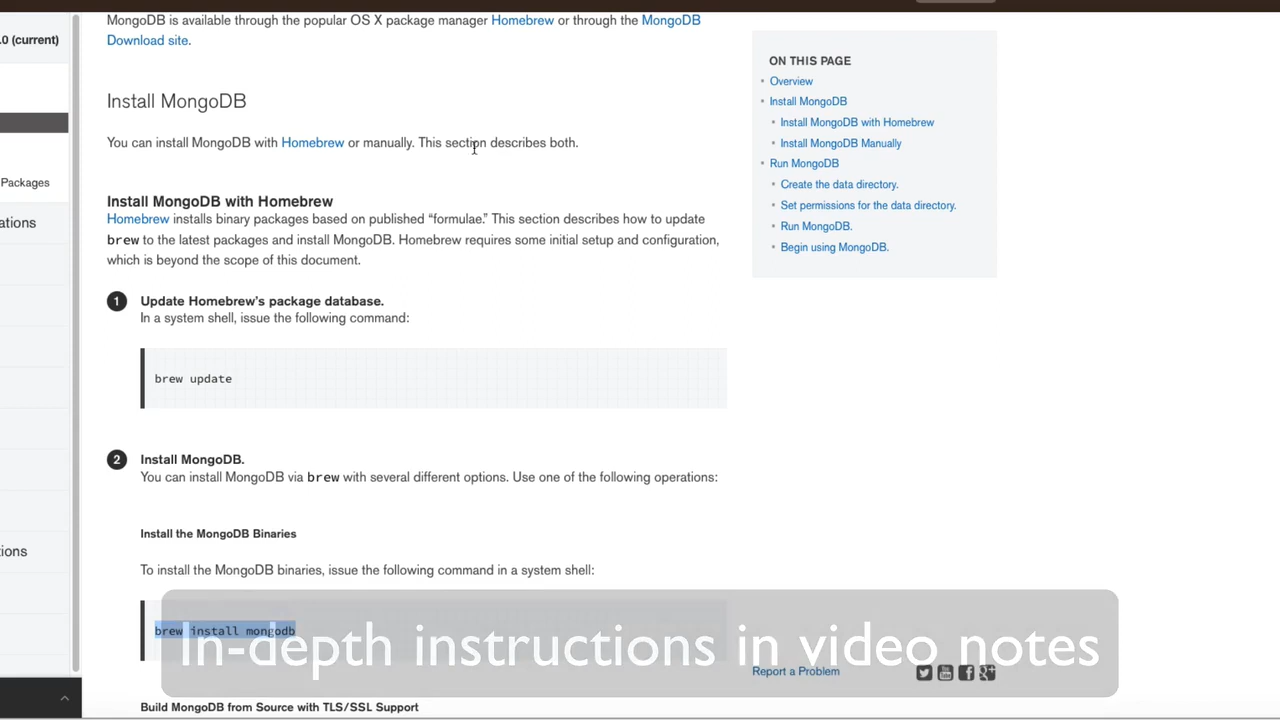 MongoDB is available through the popular OS X package manager Homebrew or through the MongoDB
Download site.
.0 (current)
Packages
ations
tions
Install MongoDB
You can install MongoDB with Homebrew or manually. This section describes both.
Install MongoDB with Homebrew
Homebrew installs binary packages based on published “formulae.” This section describes how to update
brew to the latest packages and install MongoDB. Homebrew requires some initial setup and configuration,
which is beyond the scope of this document.
1 Update Homebrew’s package database.
In a system shell, issue the following command:
brew update
2 Install MongoDB.
You can install MongoDB via brew with several different options. Use one of the following operations:
Install the MongoDB Binaries
To install the MongoDB binaries, issue the following command in a system shell:
brew install mongodb
Build MongoDB from Source with TLS/SSL Support
ON THIS PAGE
Overview
Install MongoDB
Install MongoDB with Homebrew
Install MongoDB Manually
Run MongoDB
Create the data directory.
Set permissions for the data directory.
Run MongoDB.
Begin using MongoDB.
In-depth instructions in video notes
Report a Problem